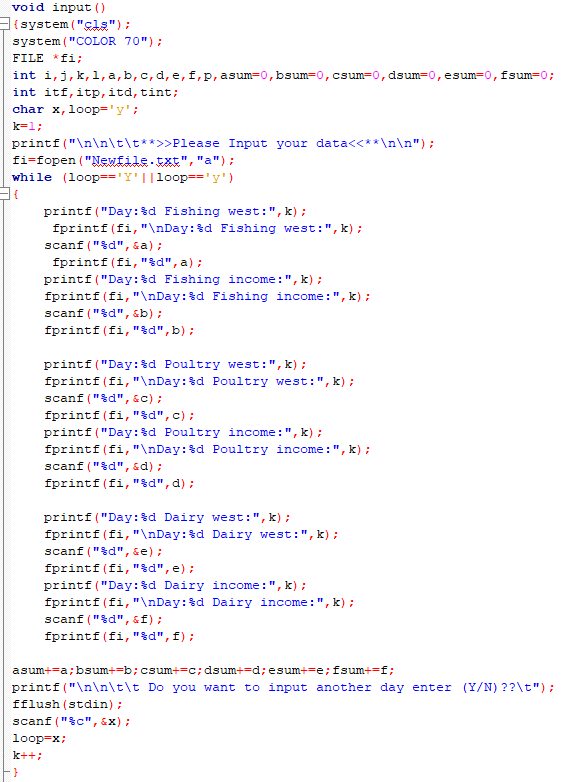 void input()
{system("cls");
system("COLOR 70");
FILE *fi;
int i,j,k,l,a,b,c,d,e,f,p,asum=0,bsum=0,csum=0,dsum=0,esum=0,fsum=0;
int itf,itp,itd,tint;
char x,loop='y';
k=1;
printf("\n\n\t\t**>>Please Input your data<<**\n\n");
fi=fopen("Newfile.txt","a");
while (loop=='Y'||loop=='y')
{
    printf("Day:%d Fishing west:",k);
     fprintf(fi,"\nDay:%d Fishing west:",k);
    scanf("%d",&a);
     fprintf(fi,"%d",a);
    printf("Day:%d Fishing income:",k);
    fprintf(fi,"\nDay:%d Fishing income:",k);
    scanf("%d",&b);
    fprintf(fi,"%d",b);

    printf("Day:%d Poultry west:",k);
    fprintf(fi,"\nDay:%d Poultry west:",k);
    scanf("%d",&c);
    fprintf(fi,"%d",c);
    printf("Day:%d Poultry income:",k);
    fprintf(fi,"\nDay:%d Poultry income:",k);
    scanf("%d",&d);
    fprintf(fi,"%d",d);

    printf("Day:%d Dairy west:",k);
    fprintf(fi,"\nDay:%d Dairy west:",k);
    scanf("%d",&e);
    fprintf(fi,"%d",e);
    printf("Day:%d Dairy income:",k);
    fprintf(fi,"\nDay:%d Dairy income:",k);
    scanf("%d",&f);
    fprintf(fi,"%d",f);

asum+=a;bsum+=b;csum+=c;dsum+=d;esum+=e;fsum+=f;
printf("\n\n\t\t Do you want to input another day enter (Y/N)??\t");
fflush(stdin);
scanf("%c",&x);
loop=x;
k++;
}